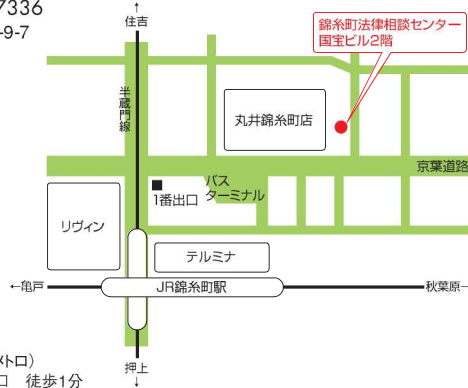 7336
-9-7
↑
住吉
錦糸町法律相談センター
国宝ビル2階
半蔵門線
丸井錦糸町店
京葉道路
バス
ターミナル
1番出口
リヴィン
テルミナ
←亀戸
JR錦糸町駅
秋葉原→
押上
↓
メトロ)
口 徒歩1分